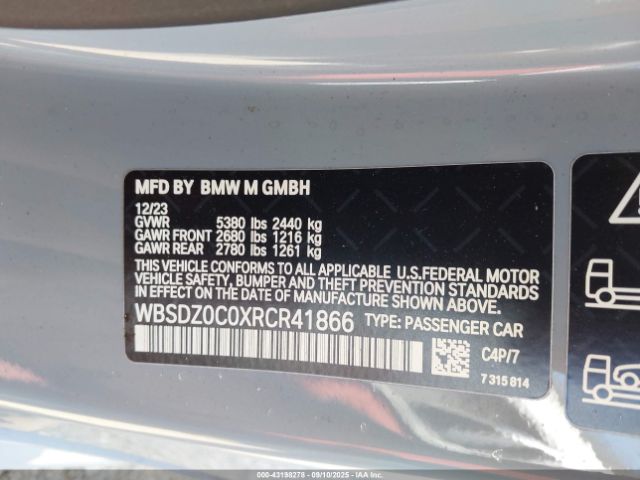 MFD BY BMW M GMBH
12/23
GVWR 5380 lbs 2440 kg
GAWR FRONT 2680 lbs 1216 kg
GAWR REAR 2780 lbs 1261 kg
THIS VEHICLE CONFORMS TO ALL APPLICABLE U.S.FEDERAL MOTOR
VEHICLE SAFETY, BUMPER AND THEFT PREVENTION STANDARDS
IN EFFECT ON THE DATE OF MANUFACTURE SHOWN ABOVE.
WBSDZ0C0XRCR41866 TYPE: PASSENGER CAR
C4P/7
7 315 814
000-43198278 - 09/10/2025 - COPYRIGHT IAA, LLC